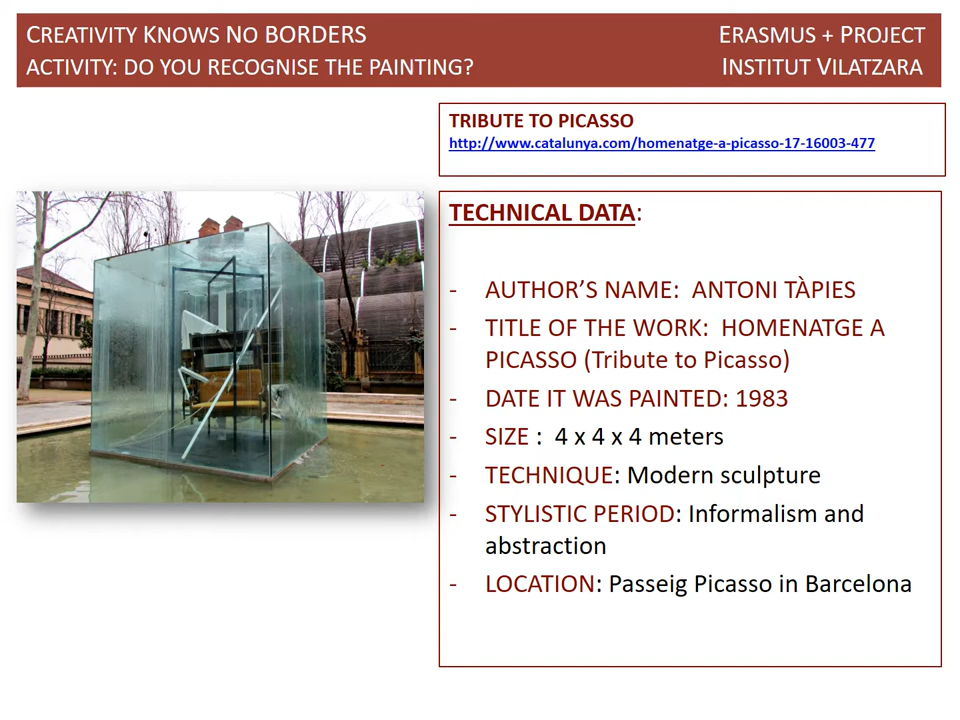 CREATIVITY KNOWS NO BORDERS
ERASMUS + PROJECT
ACTIVITY: DO YOU RECOGNISE THE PAINTING?
INSTITUT VILATZARA
TRIBUTE TO PICASSO
http://www.catalunya.com/homenatge-a-picasso-17-16003-477
TECHNICAL DATA:
- AUTHOR’S NAME: ANTONI TÀPIES
- TITLE OF THE WORK: HOMENATGE A
PICASSO (Tribute to Picasso)
- DATE IT WAS PAINTED: 1983
- SIZE : 4 x 4 x 4 meters
- TECHNIQUE: Modern sculpture
- STYLISTIC PERIOD: Informalism and
abstraction
- LOCATION: Passeig Picasso in Barcelona